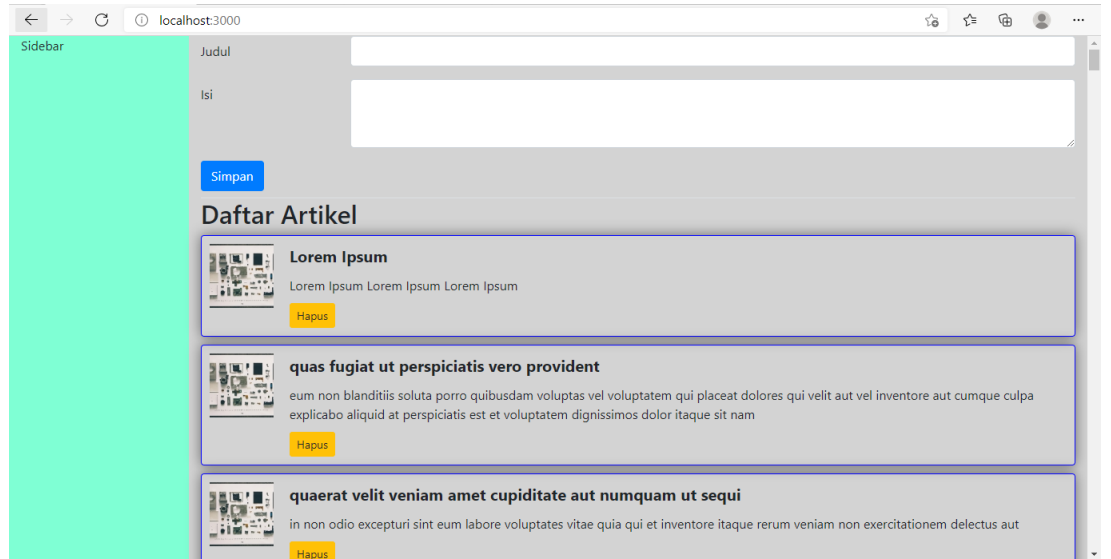 localhost:3000
Sidebar
Judul
Isi
Simpan
Daftar Artikel
Lorem Ipsum
Lorem Ipsum Lorem Ipsum Lorem Ipsum
Hapus
quas fugiat ut perspiciatis vero provident
eum non blanditiis soluta porro quibusdam voluptas vel voluptatem qui placeat dolores qui velit aut vel inventore aut cumque culpa
explicabo aliquid at perspiciatis est et voluptatem dignissimos dolor itaque sit nam
Hapus
quaerat velit veniam amet cupiditate aut numquam ut sequi
in non odio excepturi sint eum labore voluptates vitae quia qui et inventore itaque rerum veniam non exercitationem delectus aut
Hapus